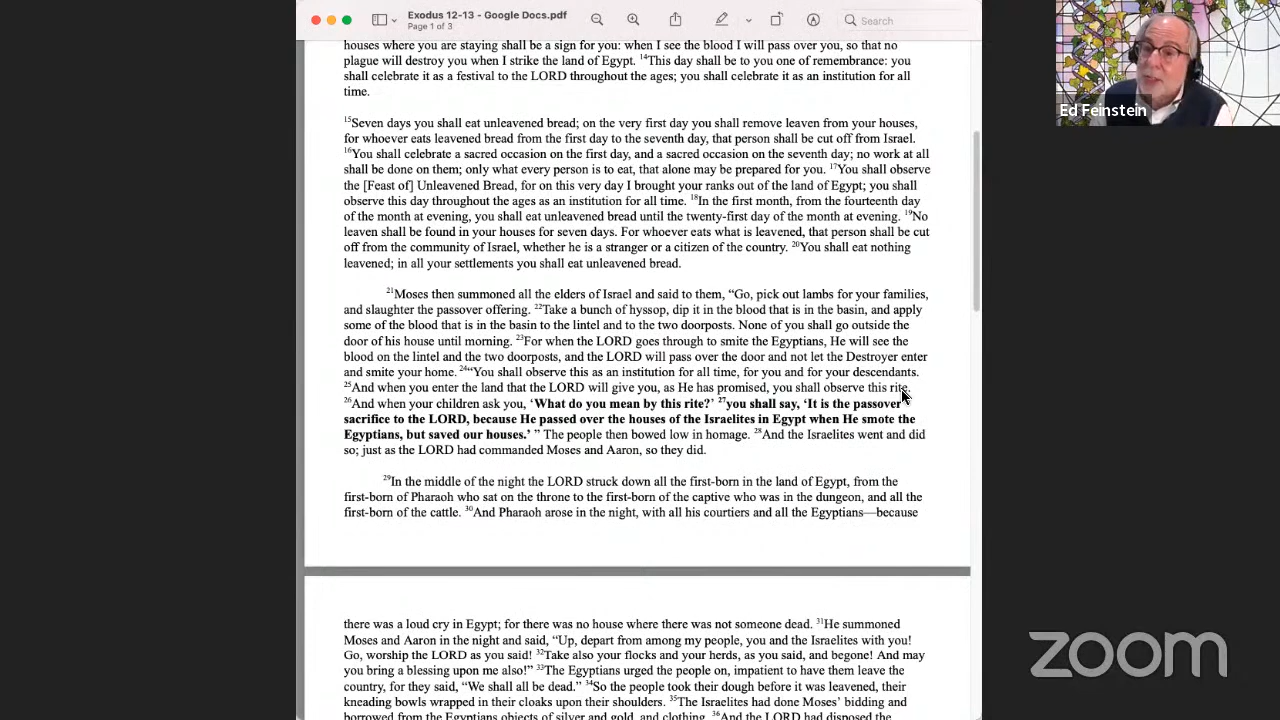 Exodus 12-13 - Google Docs.pdf
Page 1 of 3
Search
houses where you are staying shall be a sign for you: when I see the blood I will pass over you, so that no
plague will destroy you when I strike the land of Egypt. 14This day shall be to you one of remembrance: you
shall celebrate it as a festival to the LORD throughout the ages; you shall celebrate it as an institution for all
time.
15Seven days you shall eat unleavened bread; on the very first day you shall remove leaven from your houses,
for whoever eats leavened bread from the first day to the seventh day, that person shall be cut off from Israel.
16You shall celebrate a sacred occasion on the first day, and a sacred occasion on the seventh day; no work at all
shall be done on them; only what every person is to eat, that alone may be prepared for you. 17You shall observe
the [Feast of] Unleavened Bread, for on this very day I brought your ranks out of the land of Egypt; you shall
observe this day throughout the ages as an institution for all time. 18In the first month, from the fourteenth day
of the month at evening, you shall eat unleavened bread until the twenty-first day of the month at evening. 19No
leaven shall be found in your houses for seven days. For whoever eats what is leavened, that person shall be cut
off from the community of Israel, whether he is a stranger or a citizen of the country. 20You shall eat nothing
leavened; in all your settlements you shall eat unleavened bread.
21Moses then summoned all the elders of Israel and said to them, “Go, pick out lambs for your families,
and slaughter the passover offering. 22Take a bunch of hyssop, dip it in the blood that is in the basin, and apply
some of the blood that is in the basin to the lintel and to the two doorposts. None of you shall go outside the
door of his house until morning. 23For when the LORD goes through to smite the Egyptians, He will see the
blood on the lintel and the two doorposts, and the LORD will pass over the door and not let the Destroyer enter
and smite your home. 24“You shall observe this as an institution for all time, for you and for your descendants.
25And when you enter the land that the LORD will give you, as He has promised, you shall observe this rite.
26And when your children ask you, ‘What do you mean by this rite?’ 27you shall say, ‘It is the passover
sacrifice to the LORD, because He passed over the houses of the Israelites in Egypt when He smote the
Egyptians, but saved our houses.’ ” The people then bowed low in homage. 28And the Israelites went and did
so; just as the LORD had commanded Moses and Aaron, so they did.
29In the middle of the night the LORD struck down all the first-born in the land of Egypt, from the
first-born of Pharaoh who sat on the throne to the first-born of the captive who was in the dungeon, and all the
first-born of the cattle. 30And Pharaoh arose in the night, with all his courtiers and all the Egyptians—because
there was a loud cry in Egypt; for there was no house where there was not someone dead. 31He summoned
Moses and Aaron in the night and said, “Up, depart from among my people, you and the Israelites with you!
Go, worship the LORD as you said! 32Take also your flocks and your herds, as you said, and begone! And may
you bring a blessing upon me also!” 33The Egyptians urged the people on, impatient to have them leave the
country, for they said, “We shall all be dead.” 34So the people took their dough before it was leavened, their
kneading bowls wrapped in their cloaks upon their shoulders. 35The Israelites had done Moses’ bidding and
borrowed from the Egyptians objects of silver and gold, and clothing. 36And the LORD had disposed the
Ed Feinstein
zoom